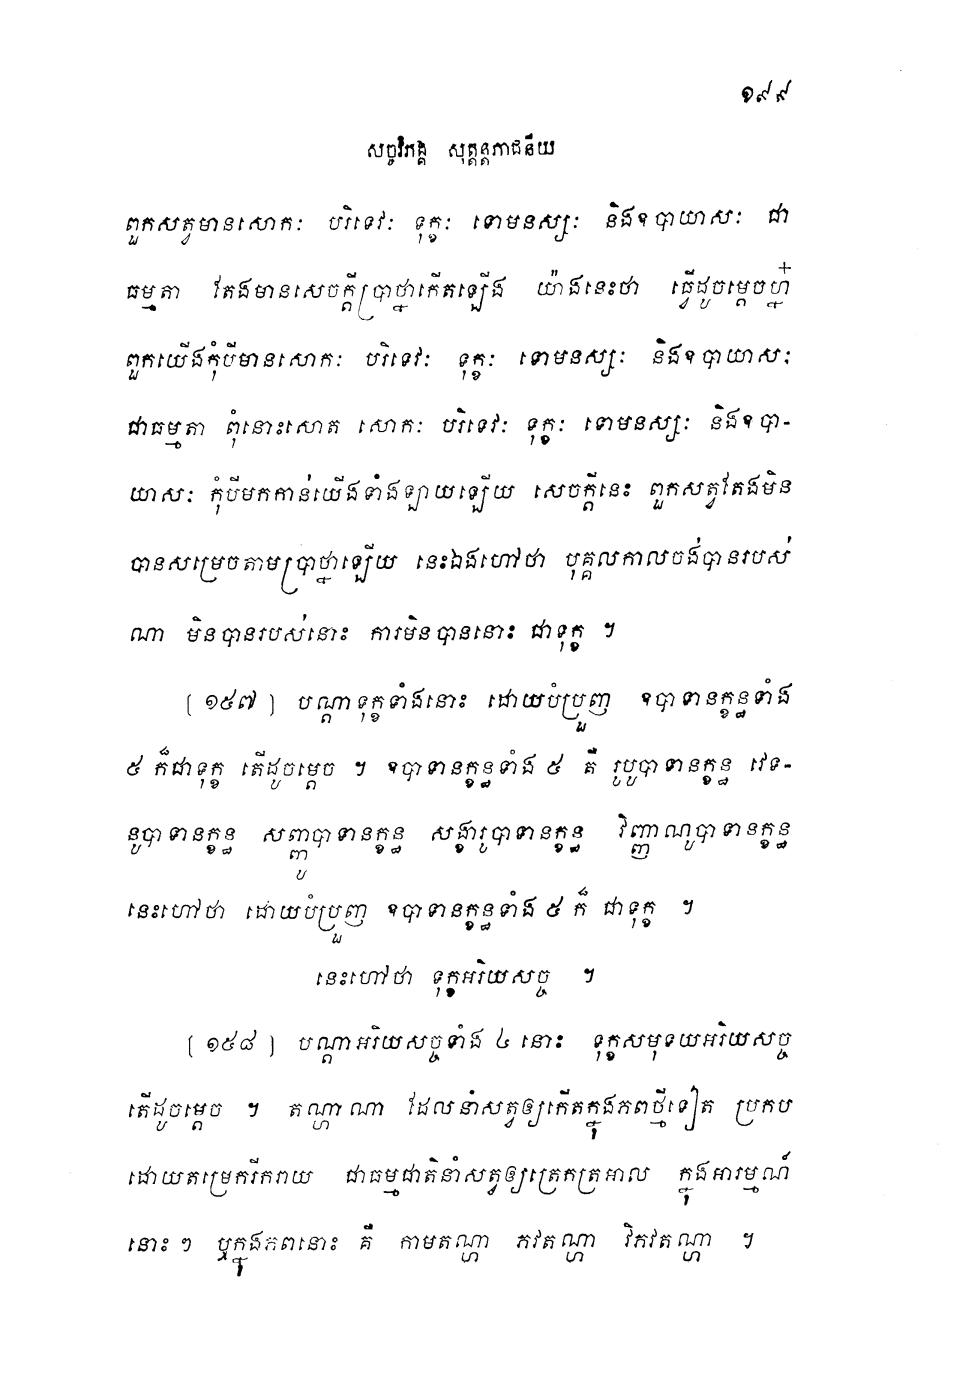 ១៩៩
សច្ចវិភង្គ សុត្តន្តភាជនីយ
ពួកសត្វមានសោកៈ បរិទេវៈ ទុក្ខៈ ទោមនស្សៈ និងឧបាយាសៈ ជា
ធម្មតា តែងមានសេចក្តីប្រាថ្នាកើតឡើង យ៉ាងនេះថា ធ្វើដូចម្តេចហ្ន៎
ពួកយើងកុំបីមានសោកៈ បរិទេវៈ ទុក្ខៈ ទោមនស្សៈ និងឧបាយាសៈ
ជាធម្មតា ពុំនោះសោត សោកៈ បរិទេវៈ ទុក្ខៈ ទោមនស្សៈ និងឧបា-
យាសៈ កុំបីមកកាន់យើងទាំងឡាយឡើយ សេចក្តីនេះ ពួកសត្វតែងមិន
បានសម្រេចតាមប្រាថ្នាឡើយ នេះឯងហៅថា បុគ្គលកាលចង់បានរបស់
ណា មិនបានរបស់នោះ ការមិនបាននោះ ជាទុក្ខ ។
[ ១៥៧ ] បណ្តាទុក្ខទាំងនោះ ដោយបំប្រួញ ឧបាទានក្ខន្ធទាំង
៥ ក៏ជាទុក្ខ តើដូចម្តេច ។ ឧបាទានក្ខន្ធទាំង ៥ គឺ រូបូបាទានក្ខន្ធ វេទ-
នូបាទានក្ខន្ធ សញ្ញូបាទានក្ខន្ធ សង្ខារូបាទានក្ខន្ធ វិញ្ញាណូបាទានក្ខន្ធ
នេះហៅថា ដោយបំប្រួញ ឧបាទានក្ខន្ធទាំង ៥ ក៏ ជាទុក្ខ ។
នេះហៅថា ទុក្ខអរិយសច្ច ។
[ ១៥៨ ] បណ្តាអរិយសច្ចទាំង ៤ នោះ ទុក្ខសមុទយអរិយសច្ច
តើដូចម្តេច ។ តណ្ហាណា ដែលនាំសត្វឲ្យកើតក្នុងភពថ្មីទៀត ប្រកប
ដោយតម្រេករីករាយ ជាធម្មជាតិនាំសត្វឲ្យត្រេកត្រអាល ក្នុងអារម្មណ៍
នោះ ៗ ឬក្នុងភពនោះ គឺ កាមតណ្ហា ភវតណ្ហា វិភវតណ្ហា ។